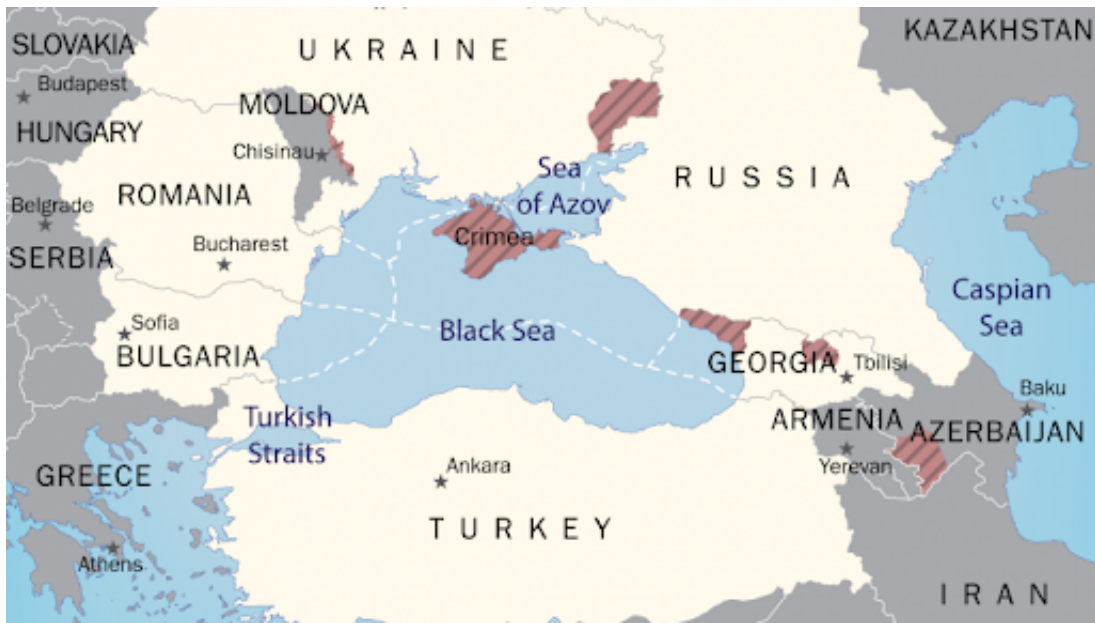 SLOVAKIA
UKRAINE
KAZAKHSTAN
Budapest
MOLDOVA
HUNGARY
Chisinau
Sea
of Azov
RUSSIA
ROMANIA
Belgrade
Crimea
Bucharest
SERBIA
Caspian
Sea
Sofia
Black Sea
BULGARIA
GEORGIA
Tbilisi
Baku
Turkish
Straits
ARMENIA
AZERBAIJAN
Ankara
Yerevan
GREECE
TURKEY
Athens
IRAN